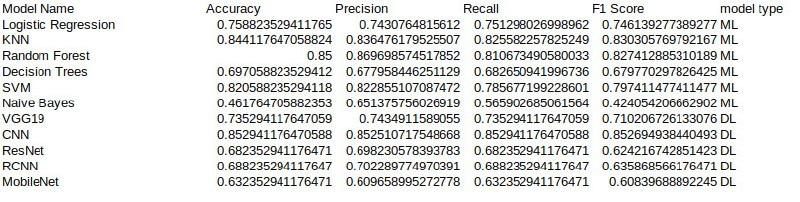 Model Name Accuracy Precision Recall F1 Score model type
Logistic Regression 0.758823529411765 0.7430764815612 0.751298026998962 0.746139277389277 ML
KNN 0.844117647058824 0.836476179525507 0.825582257825249 0.830305769792167 ML
Random Forest 0.85 0.869698574517852 0.810673490580033 0.827412885310189 ML
Decision Trees 0.697058823529412 0.677958446251129 0.682650941996736 0.679770297826425 ML
SVM 0.820588235294118 0.822855107087472 0.785677199228601 0.797411477411477 ML
Naive Bayes 0.461764705882353 0.651375756026919 0.565902685061564 0.424054206662902 ML
VGG19 0.735294117647059 0.7434911589055 0.735294117647059 0.710206726133076 DL
CNN 0.852941176470588 0.852510717548668 0.852941176470588 0.852694938440493 DL
ResNet 0.682352941176471 0.698230578393783 0.682352941176471 0.624216742851423 DL
RCNN 0.688235294117647 0.702289774970391 0.688235294117647 0.635868566176471 DL
MobileNet 0.632352941176471 0.609658995272778 0.632352941176471 0.60839688892245 DL